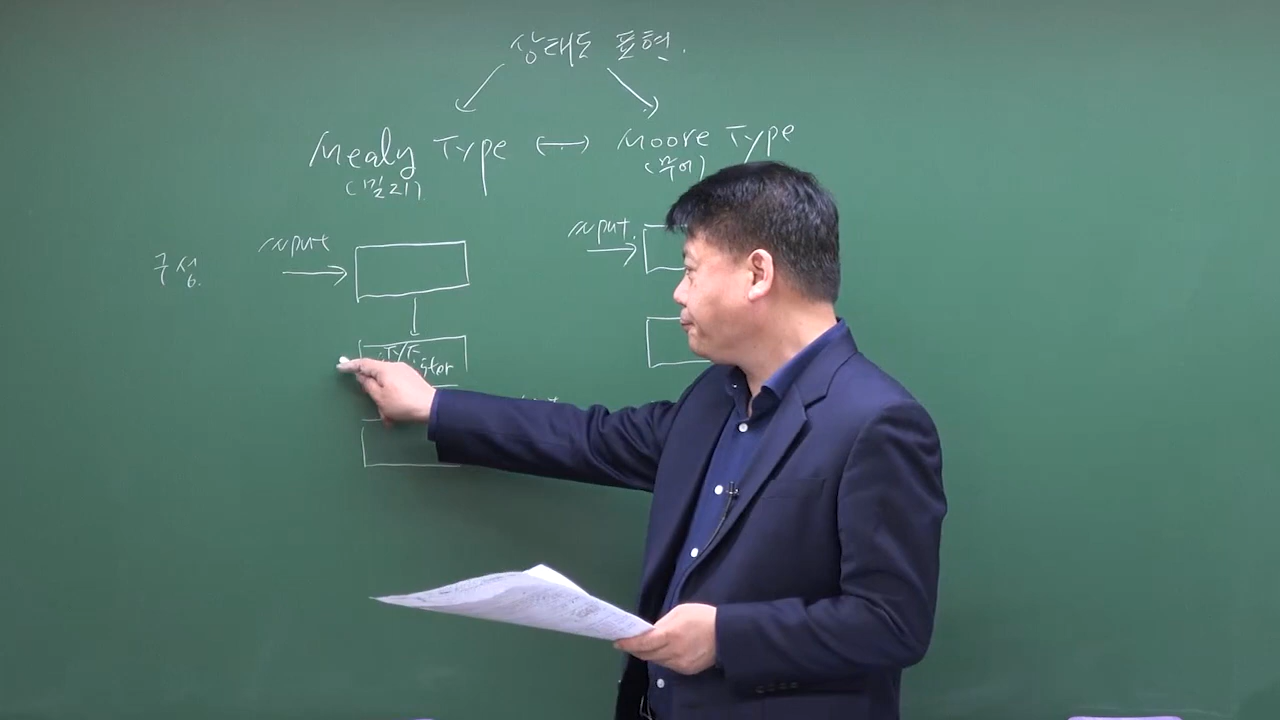 상태도 표현.
Mealy Type ↔ Moore Type
(밀리) (무어)
input input.
구성.
F/F.